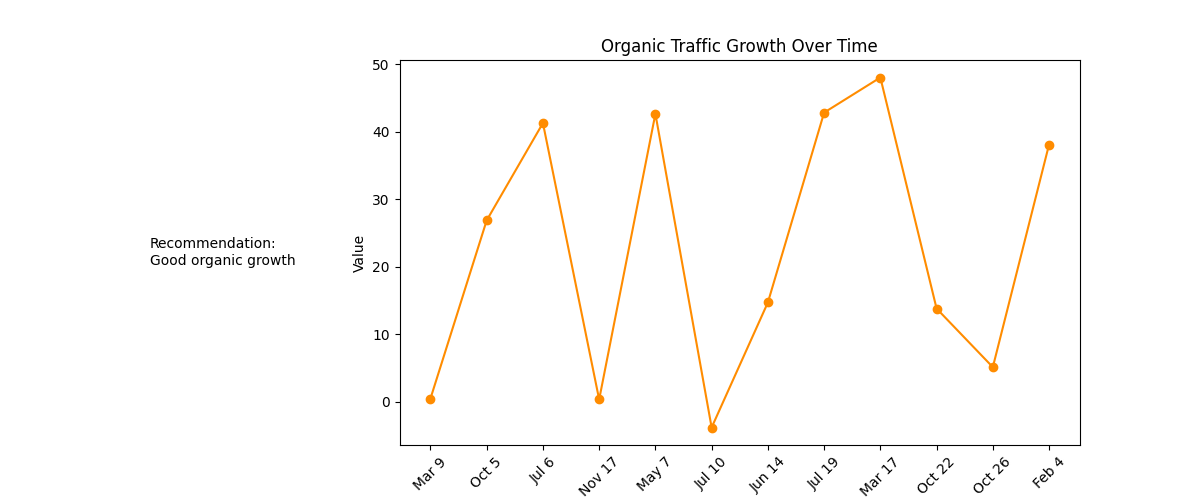 Organic Traffic Growth Over Time
Recommendation:
Good organic growth
Value
50
40
30
20
10
0
Mar 9
Oct 5
Jul 6
Nov 17
May 7
Jul 10
Jun 14
Jul 19
Mar 17
Oct 22
Oct 26
Feb 4